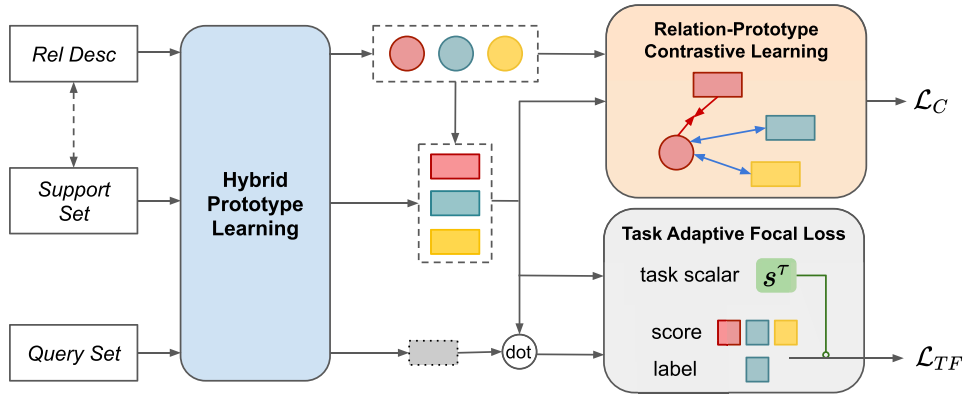 Rel Desc
Support
Set
Query Set
Hybrid
Prototype
Learning
dot
Relation-Prototype
Contrastive Learning
ℒ_C
Task Adaptive Focal Loss
task scalar s^τ
score
label
ℒ_TF